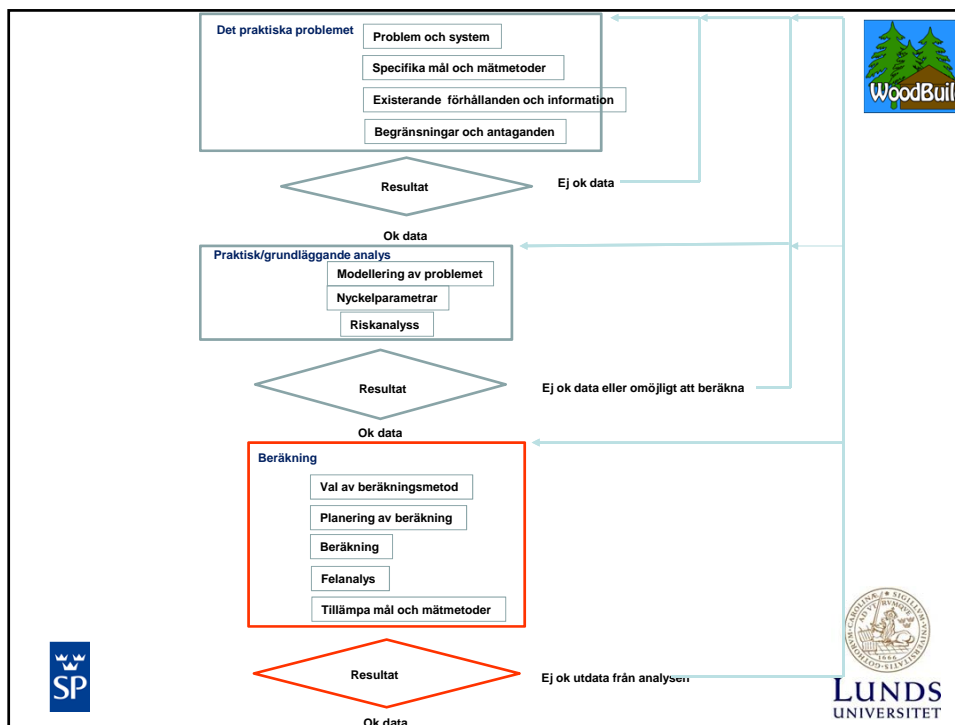 Det praktiska problemet
Problem och system
Specifika mål och mätmetoder
Existerande förhållanden och information
Begränsningar och antaganden
WoodBuil
Resultat
Ej ok data
Ok data
Praktisk/grundläggande analys
Modellering av problemet
Nyckelparametrar
Riskanalyss
Resultat
Ej ok data eller omöjligt att beräkna
Ok data
Beräkning
Val av beräkningsmetod
Planering av beräkning
Beräkning
Felanalys
Tillämpa mål och mätmetoder
Resultat
Ej ok utdata från analysen
Ok data
SP
1666
LUNDS
UNIVERSITET